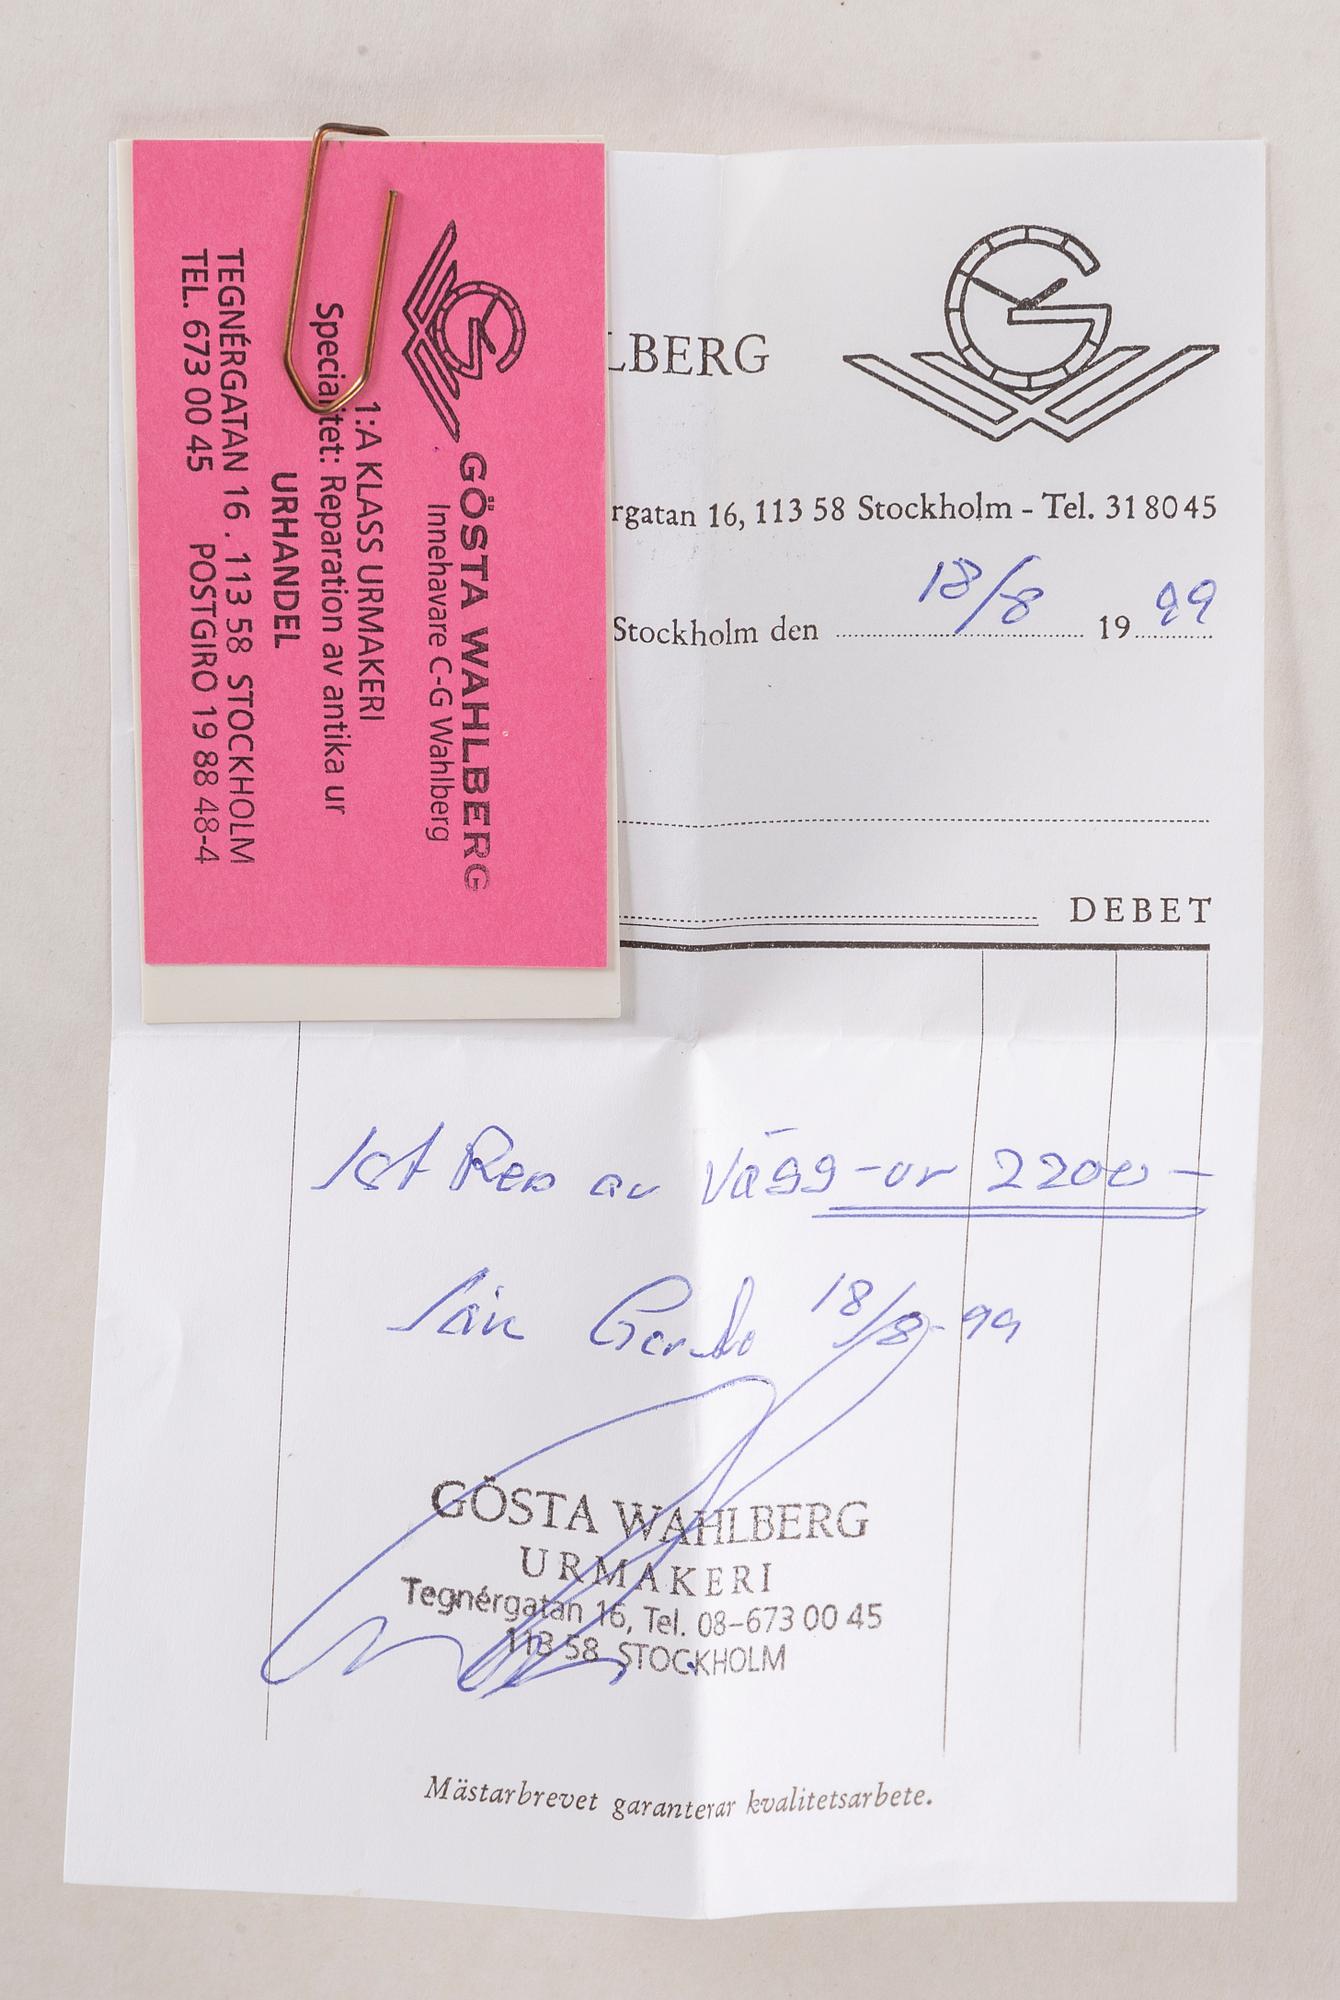 GÖSTA WAHLBERG
Innehavare C-G Wahlberg
1:A KLASS URMAKERI
Specialitet: Reparation av antika ur
URHANDEL
TEGNÉRGATAN 16 . 113 58 STOCKHOLM
TEL. 673 00 45 POSTGIRO 19 88 48-4
LBERG
rgatan 16, 113 58 Stockholm - Tel. 31 80 45
Stockholm den 18/8 19 99
DEBET
1st Rep av Vägg-ur 2200-
18/8-99
GÖSTA WAHLBERG
URMAKERI
Tegnérgatan 16, Tel. 08-673 00 45
113 58 STOCKHOLM
Mästarbrevet garanterar kvalitetsarbete.